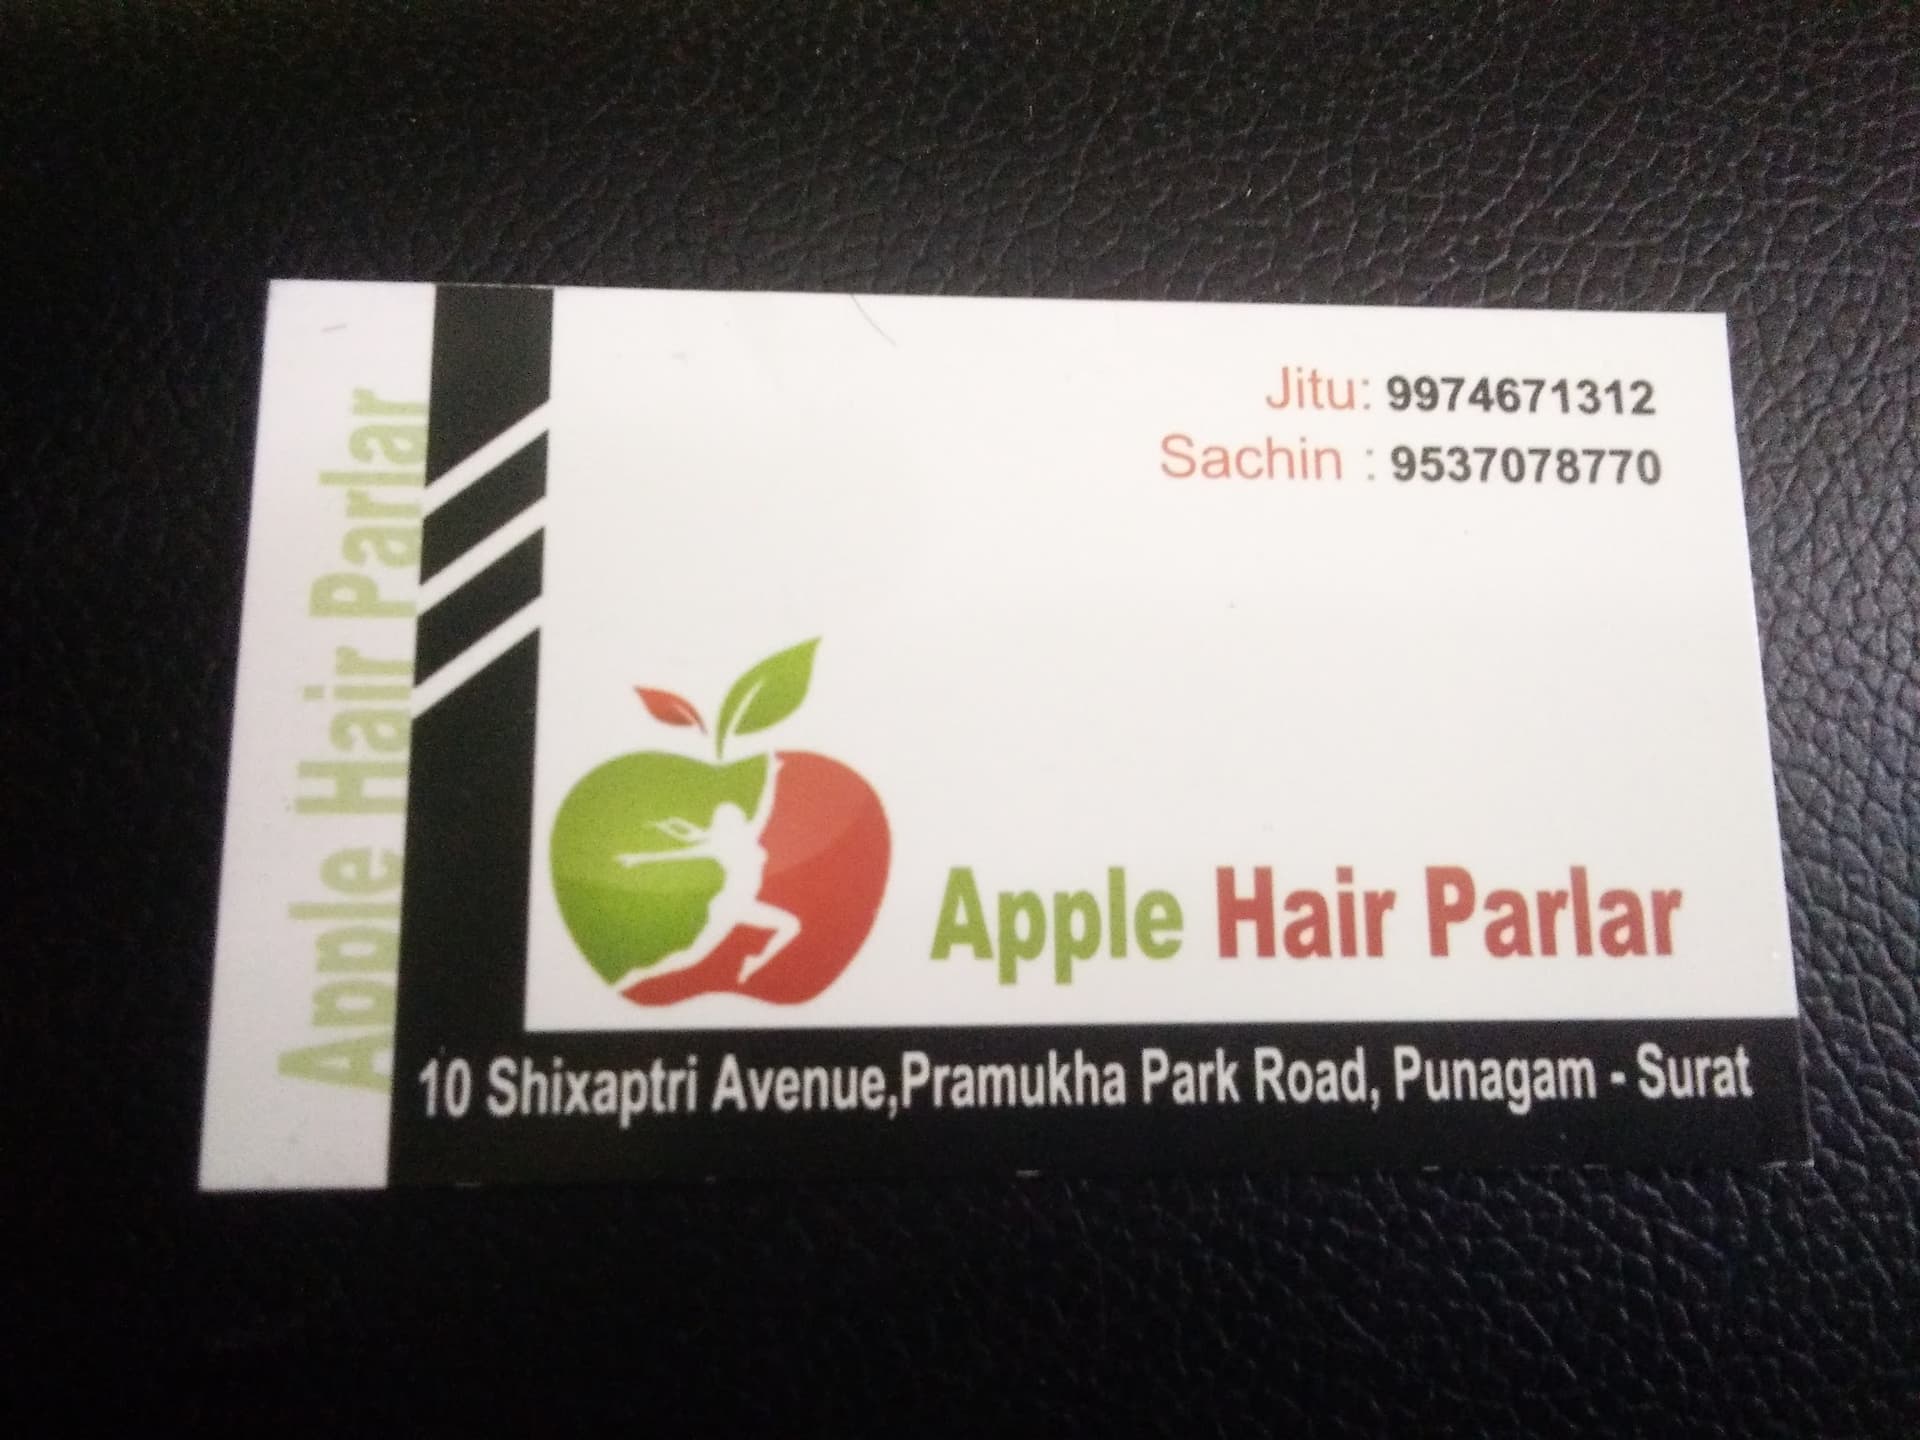 Jitu: 9974671312
Sachin : 9537078770
Apple Hair Parlar
Apple Hair Parlar
10 Shixaptri Avenue,Pramukha Park Road, Punagam - Surat